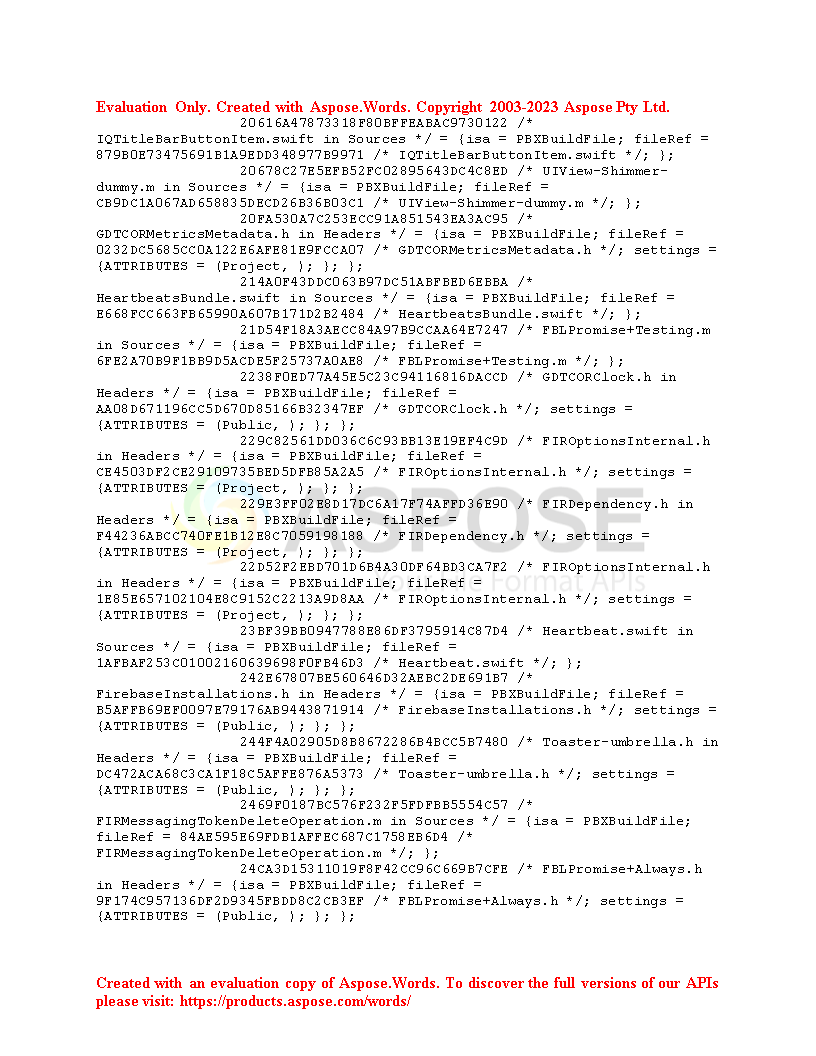 Evaluation Only. Created with Aspose.Words. Copyright 2003-2023 Aspose Pty Ltd.
20616A47873318F80BFFEABAC9730122 /*
IQTitleBarButtonItem.swift in Sources */ = {isa = PBXBuildFile; fileRef =
879B0E73475691B1A9EDD348977B9971 /* IQTitleBarButtonItem.swift */; };
20678C27E5EFB52FC02895643DC4C8ED /* UIView-Shimmer-
dummy.m in Sources */ = {isa = PBXBuildFile; fileRef =
CB9DC1A067AD658835DECD26B36B03C1 /* UIView-Shimmer-dummy.m */; };
20FA530A7C253ECC91A851543EA3AC95 /*
GDTCORMetricsMetadata.h in Headers */ = {isa = PBXBuildFile; fileRef =
0232DC5685CC0A122E6AFE81E9FCCA07 /* GDTCORMetricsMetadata.h */; settings =
{ATTRIBUTES = (Project, ); }; };
214A0F43DDC063B97DC51ABFBED6EBBA /*
HeartbeatsBundle.swift in Sources */ = {isa = PBXBuildFile; fileRef =
E668FCC663FB65990A607B171D2B2484 /* HeartbeatsBundle.swift */; };
21D54F18A3AECC84A97B9CCAA64E7247 /* FBLPromise+Testing.m
in Sources */ = {isa = PBXBuildFile; fileRef =
6FE2A70B9F1BB9D5ACDE5F25737A0AE8 /* FBLPromise+Testing.m */; };
2238F0ED77A45E5C23C94116816DACCD /* GDTCORClock.h in
Headers */ = {isa = PBXBuildFile; fileRef =
AA08D671196CC5D670D85166B32347EF /* GDTCORClock.h */; settings =
{ATTRIBUTES = (Public, ); }; };
229C82561DD036C6C93BB13E19EF4C9D /* FIROptionsInternal.h
in Headers */ = {isa = PBXBuildFile; fileRef =
CE4503DF2CE29109735BED5DFB85A2A5 /* FIROptionsInternal.h */; settings =
{ATTRIBUTES = (Project, ); }; };
229E3FF02E8D17DC6A17F74AFFD36E90 /* FIRDependency.h in
Headers */ = {isa = PBXBuildFile; fileRef =
F44236ABCC740FE1B12E8C7059198188 /* FIRDependency.h */; settings =
{ATTRIBUTES = (Project, ); }; };
22D52F2EBD701D6B4A30DF64BD3CA7F2 /* FIROptionsInternal.h
in Headers */ = {isa = PBXBuildFile; fileRef =
1E85E657102104E8C9152C2213A9D8AA /* FIROptionsInternal.h */; settings =
{ATTRIBUTES = (Project, ); }; };
23BF39BB0947788E86DF3795914C87D4 /* Heartbeat.swift in
Sources */ = {isa = PBXBuildFile; fileRef =
1AFBAF253C01002160639698F0FB46D3 /* Heartbeat.swift */; };
242E67807BE560646D32AEBC2DE691B7 /*
FirebaseInstallations.h in Headers */ = {isa = PBXBuildFile; fileRef =
B5AFFB69EF0097E79176AB9443871914 /* FirebaseInstallations.h */; settings =
{ATTRIBUTES = (Public, ); }; };
244F4A02905D8B8672286B4BCC5B7480 /* Toaster-umbrella.h in
Headers */ = {isa = PBXBuildFile; fileRef =
DC472ACA68C3CA1F18C5AFFE876A5373 /* Toaster-umbrella.h */; settings =
{ATTRIBUTES = (Public, ); }; };
2469F0187BC576F232F5FDFBB5554C57 /*
FIRMessagingTokenDeleteOperation.m in Sources */ = {isa = PBXBuildFile;
fileRef = 84AE595E69FDB1AFFEC687C1758EB6D4 /*
FIRMessagingTokenDeleteOperation.m */; };
24CA3D15311019F8F42CC96C669B7CFE /* FBLPromise+Always.h
in Headers */ = {isa = PBXBuildFile; fileRef =
9F174C957136DF2D9345FBDD8C2CB3EF /* FBLPromise+Always.h */; settings =
{ATTRIBUTES = (Public, ); }; };
ASPOSE
Format APIs
Created with an evaluation copy of Aspose.Words. To discover the full versions of our APIs
please visit: https://products.aspose.com/words/